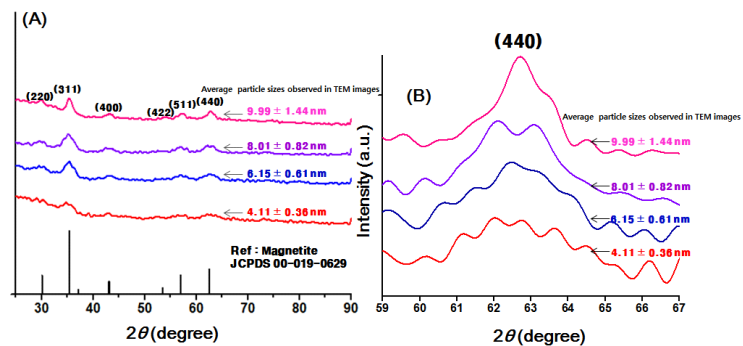 (A)
Average particle sizes observed in TEM images
(220)
(311)
(400)
(422)
(511)
(440)
9.99 ± 1.44 nm
8.01 ± 0.82 nm
6.15 ± 0.61 nm
4.11 ± 0.36 nm
Ref : Magnetite
JCPDS 00-019-0629
30 40 50 60 70 80 90
2θ (degree)
(B)
(440)
Average particle sizes observed in TEM images
9.99 ± 1.44 nm
8.01 ± 0.82 nm
6.15 ± 0.61 nm
4.11 ± 0.36 nm
Intensity (a.u.)
59 60 61 62 63 64 65 66 67
2θ (degree)